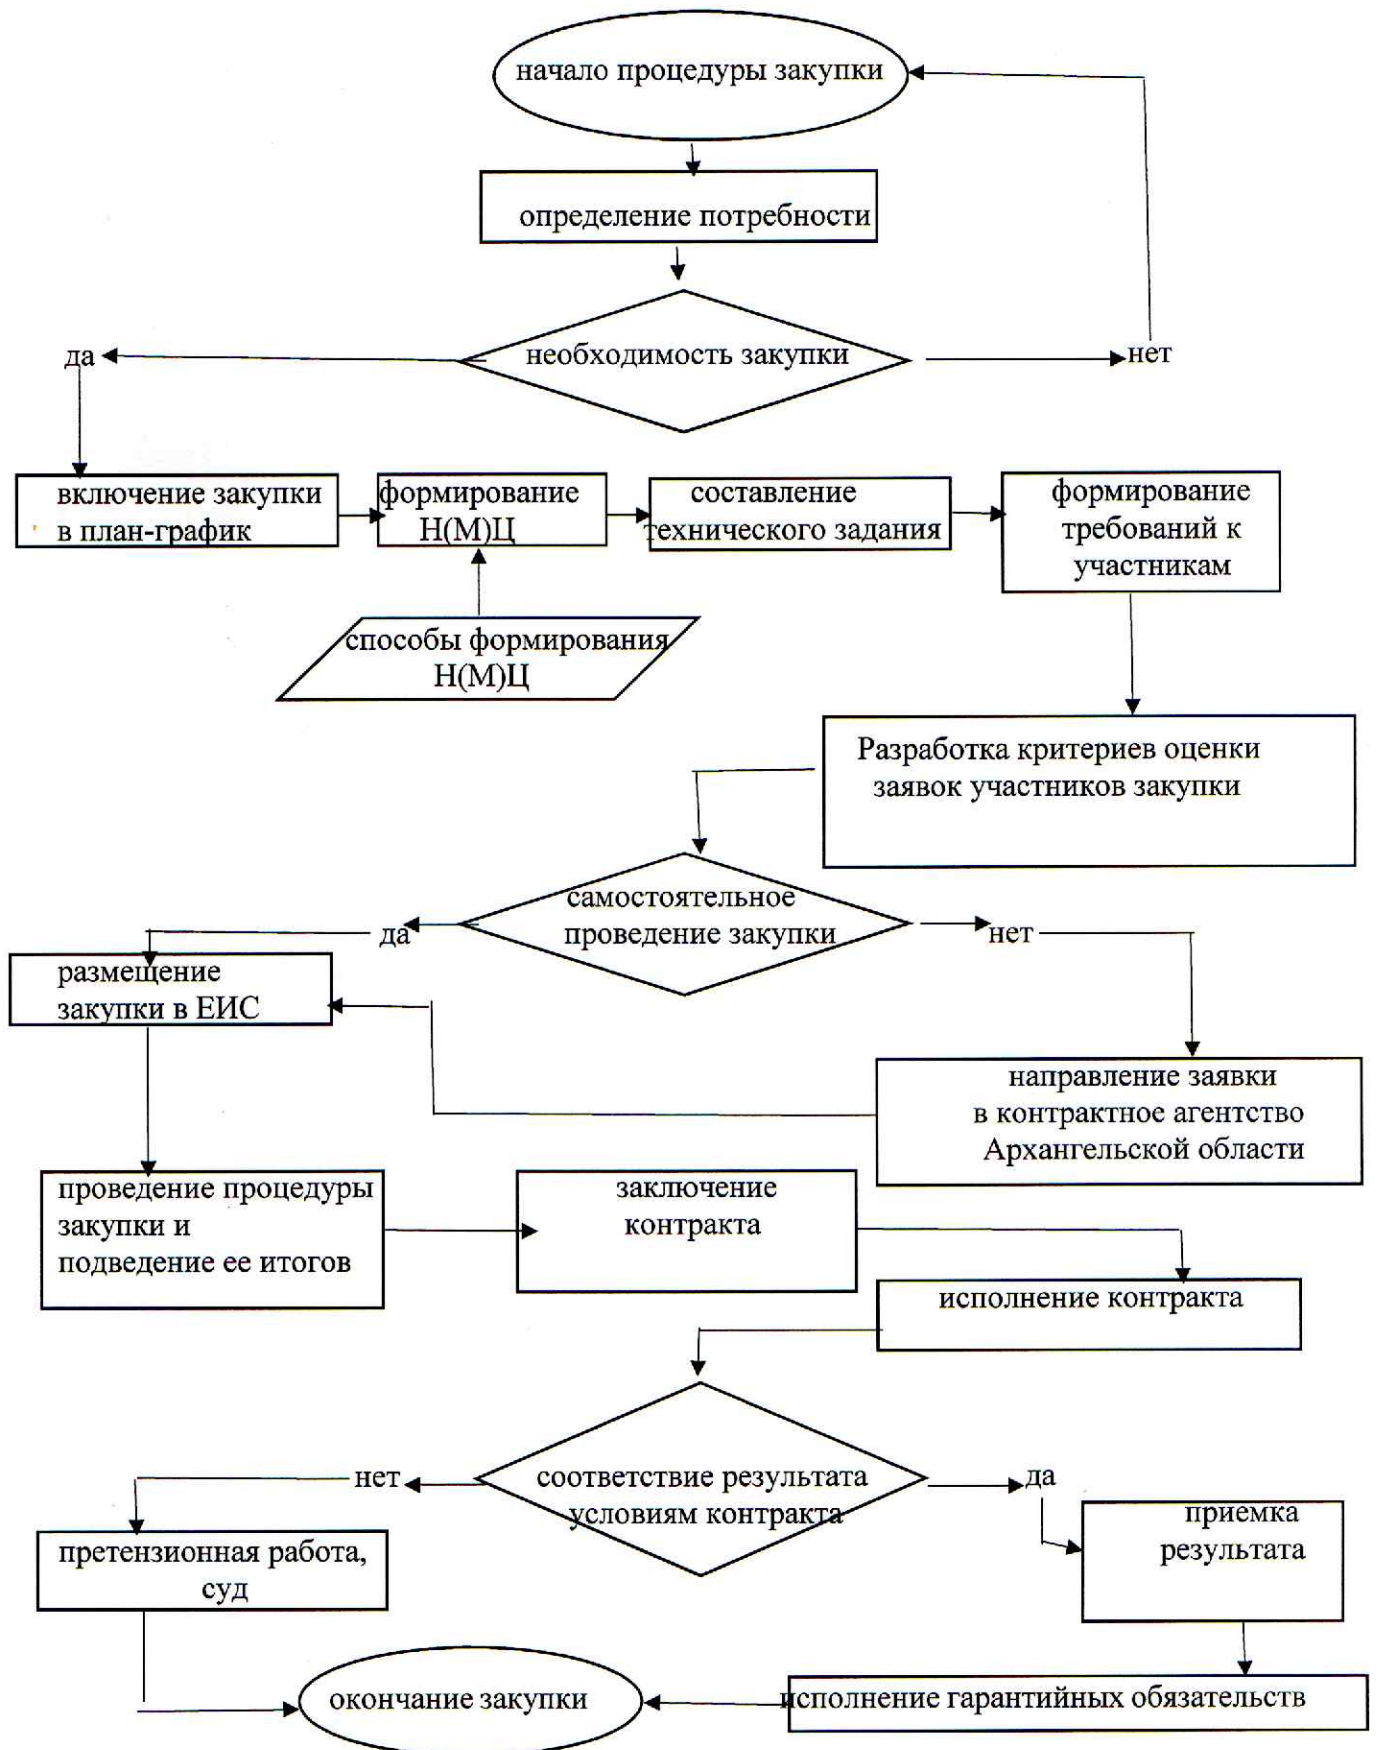 начало процедуры закупки
определение потребности
необходимость закупки
да
нет
включение закупки
в план-график
формирование
Н(М)Ц
составление
технического задания
формирование
требований к
участникам
способы формирования
Н(М)Ц
Разработка критериев оценки
заявок участников закупки
самостоятельное
проведение закупки
да
нет
размещение
закупки в ЕИС
направление заявки
в контрактное агентство
Архангельской области
проведение процедуры
закупки и
подведение ее итогов
заключение
контракта
исполнение контракта
соответствие результата
условиям контракта
нет
да
приемка
результата
претензионная работа,
суд
окончание закупки
исполнение гарантийных обязательств